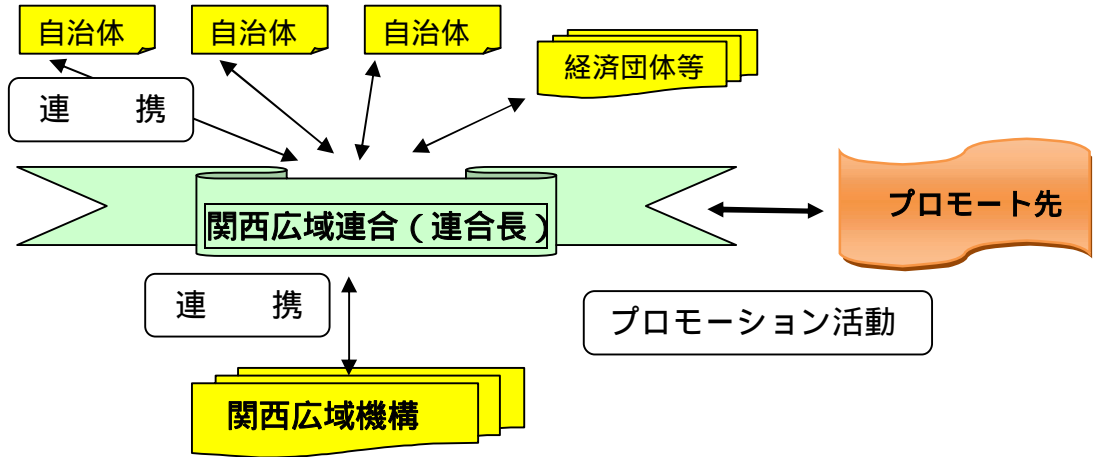 自治体
自治体
自治体
経済団体等
連　　携
関西広域連合（連合長）
プロモート先
連　　携
プロモーション活動
関西広域機構